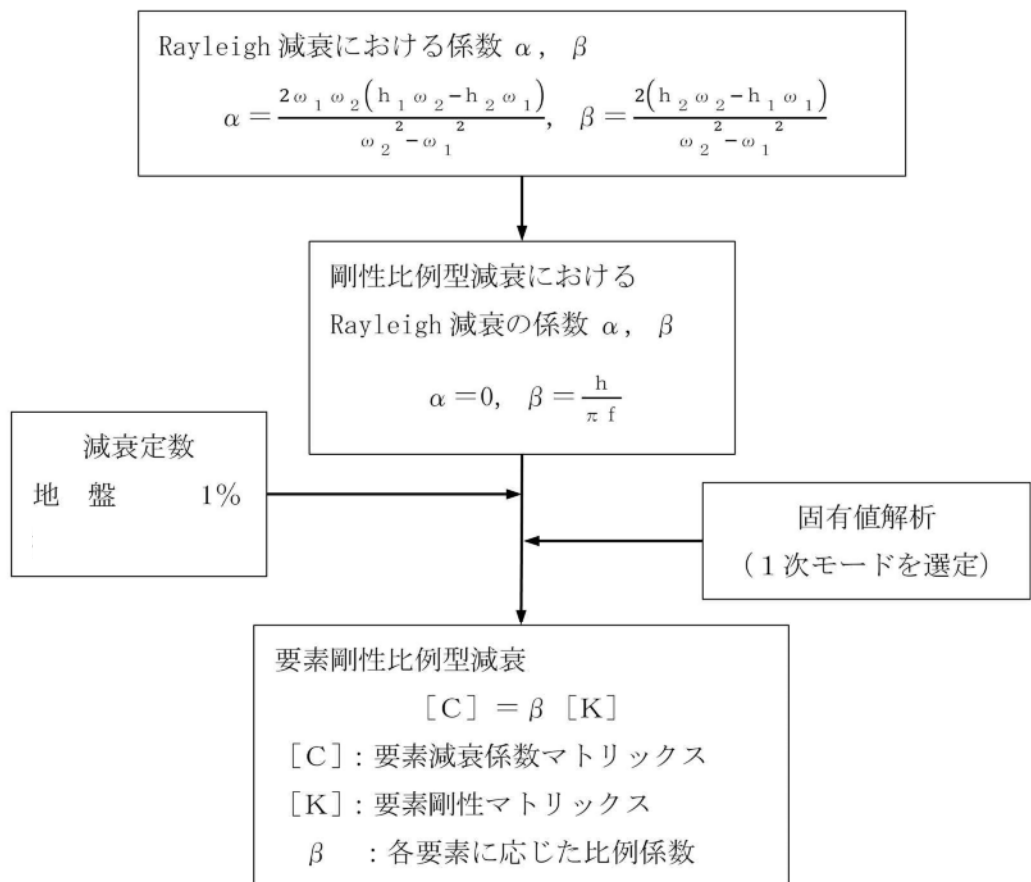 Rayleigh 減衰における係数 α, β
α＝2ω₁ω₂(h₁ω₂−h₂ω₁)/(ω₂²−ω₁²), β＝2(h₂ω₂−h₁ω₁)/(ω₂²−ω₁²)
剛性比例型減衰における
Rayleigh 減衰の係数 α, β
α＝0, β＝h/(πf)
減衰定数
地　盤　　1%
固有値解析
(１次モードを選定)
要素剛性比例型減衰
［C］＝β［K］
［C］：要素減衰係数マトリックス
［K］：要素剛性マトリックス
β　：各要素に応じた比例係数